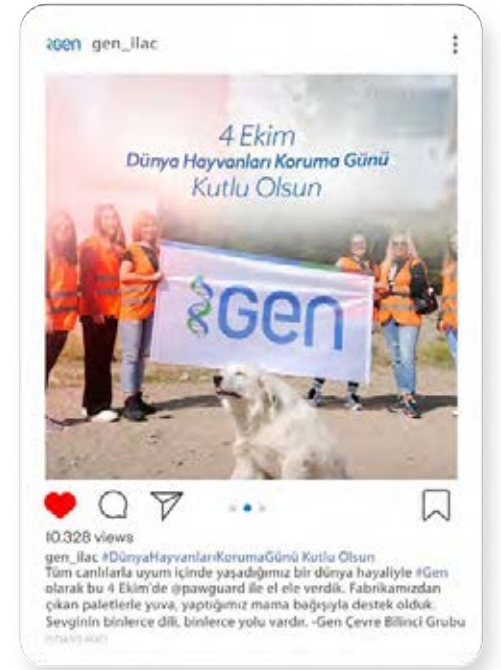 gen gen_ilac
4 Ekim
Dünya Hayvanları Koruma Günü
Kutlu Olsun
Gen
10.328 views
gen_ilac #DünyaHayvanlarıKorumaGünü Kutlu Olsun
Tüm canlılarla uyum içinde yaşadığımız bir dünya hayaliyle #Gen
olarak bu 4 Ekim'de @pawguard ile el ele verdik. Fabrikamızdan
çıkan paletlerle yuva, yaptığımız mama bağışıyla destek olduk.
Sevginin binlerce dili, binlerce yolu vardır. -Gen Çevre Bilinci Grubu